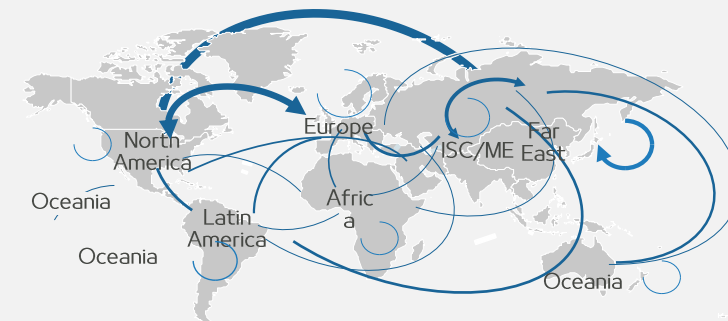 Europe
North
America
ISC/ME
Far
East
Oceania
Afric
a
Latin
America
Oceania
Oceania